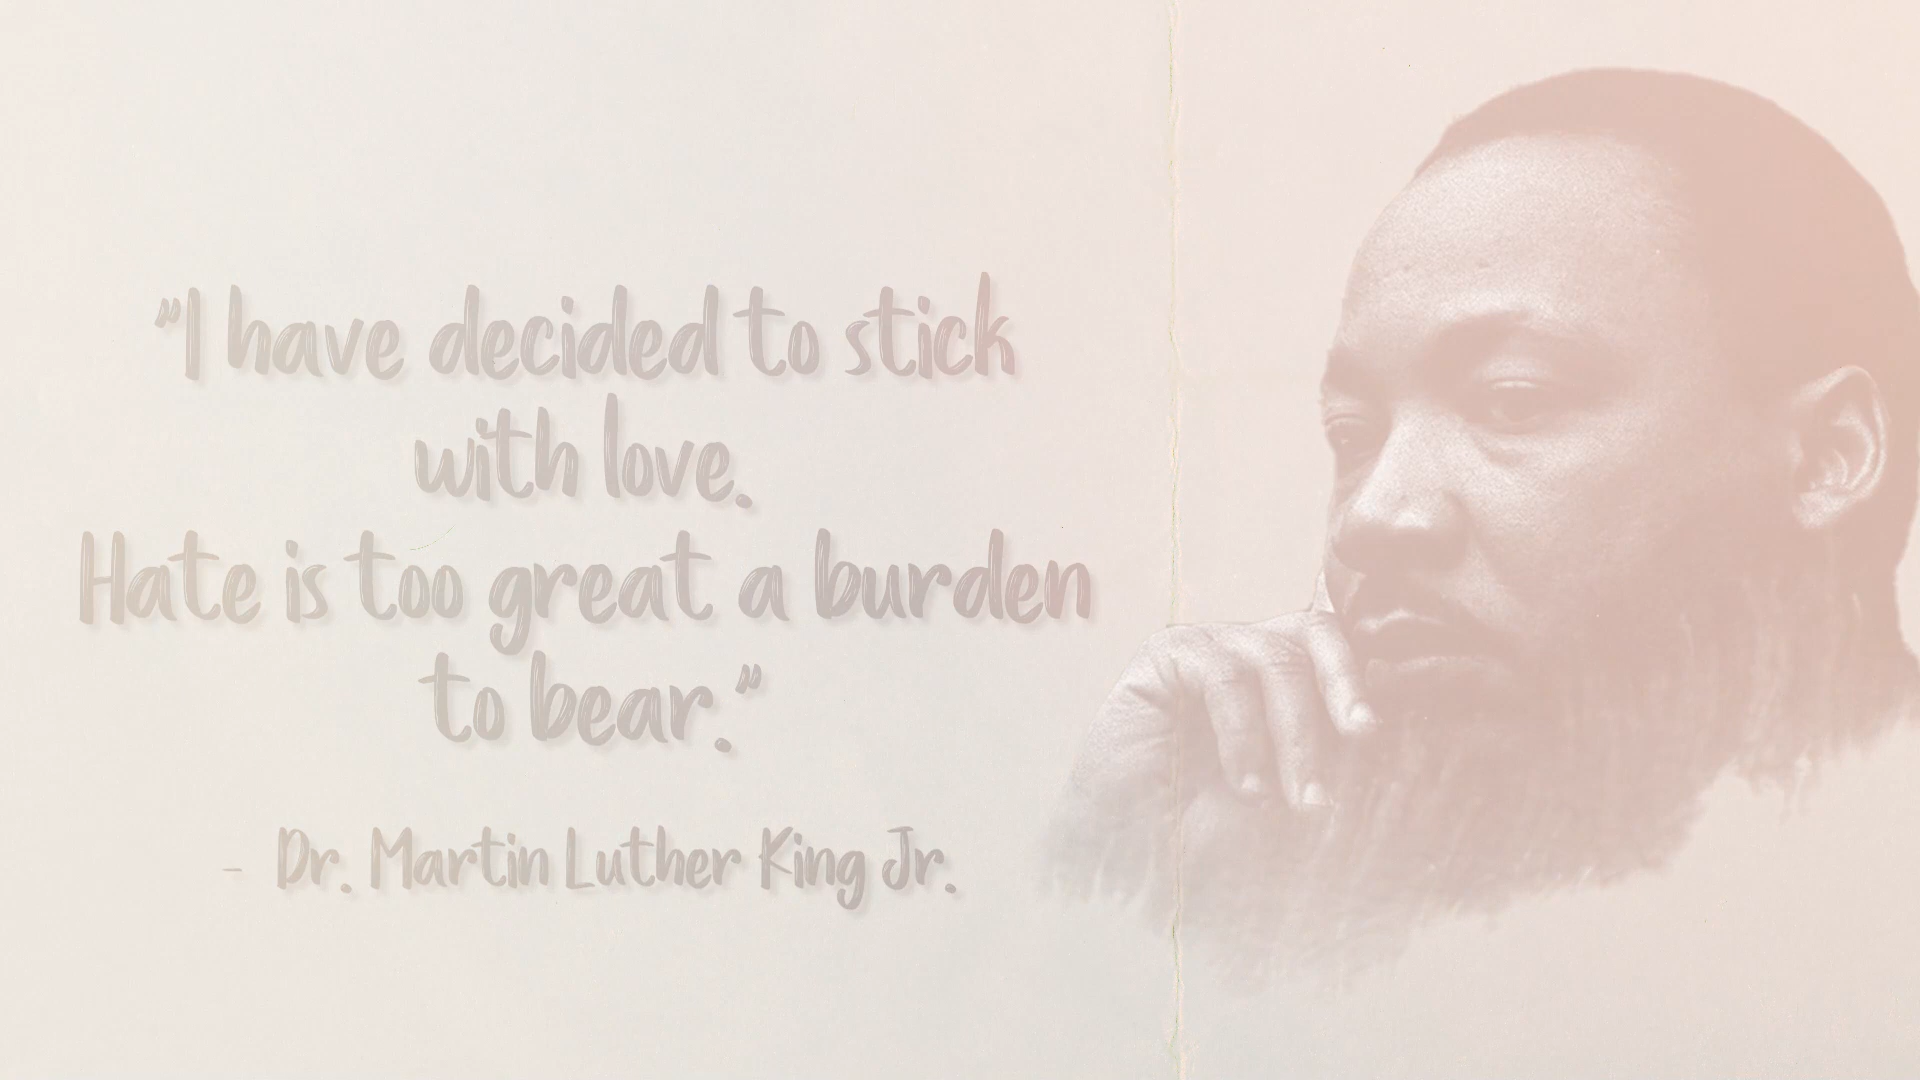 "I have decided to stick
with love.
Hate is too great a burden
to bear."
- Dr. Martin Luther King Jr.